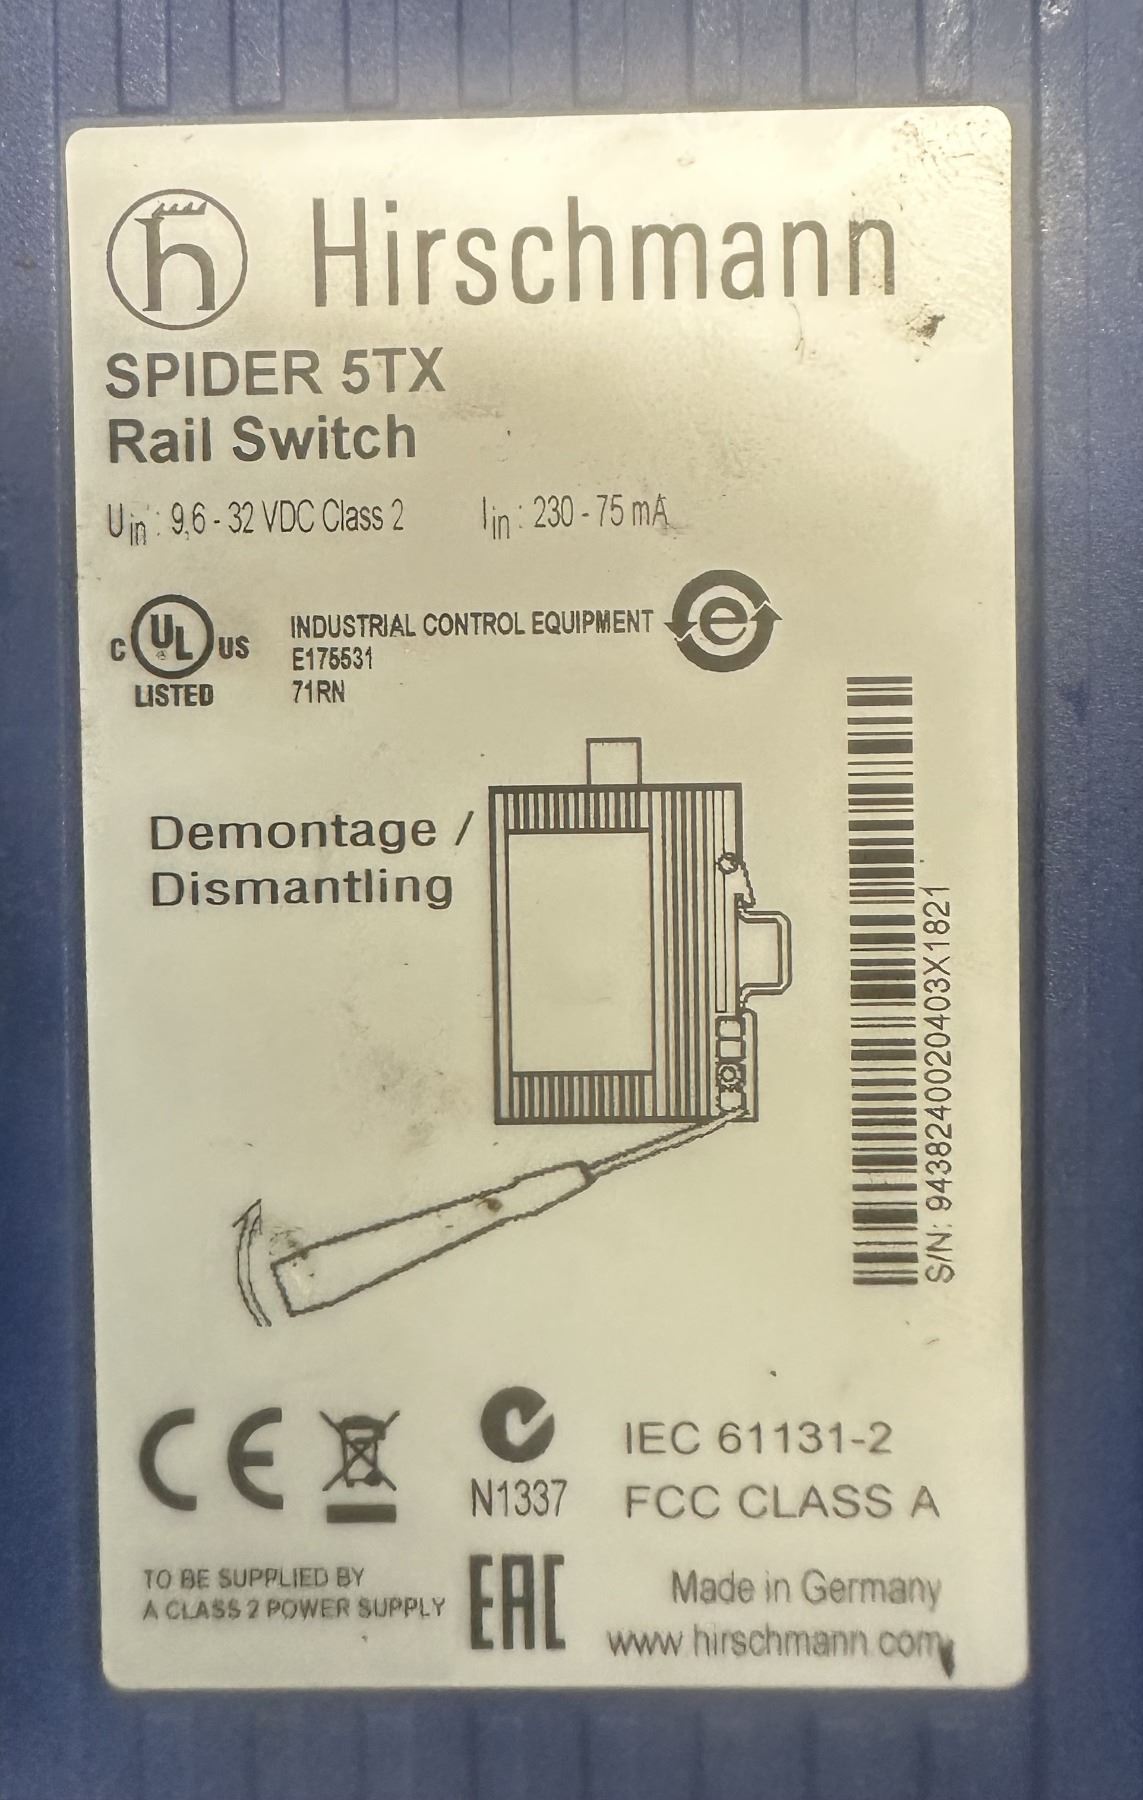 Hirschmann
SPIDER 5TX
Rail Switch
Uin : 9,6 - 32 VDC Class 2 Iin : 230 - 75 mA
C UL US
LISTED
INDUSTRIAL CONTROL EQUIPMENT
E175531
71RN
e
Demontage /
Dismantling
S/N: 9438240020403X1821
CE
N1337
IEC 61131-2
FCC CLASS A
TO BE SUPPLIED BY
A CLASS 2 POWER SUPPLY
EAC
Made in Germany
www.hirschmann.com